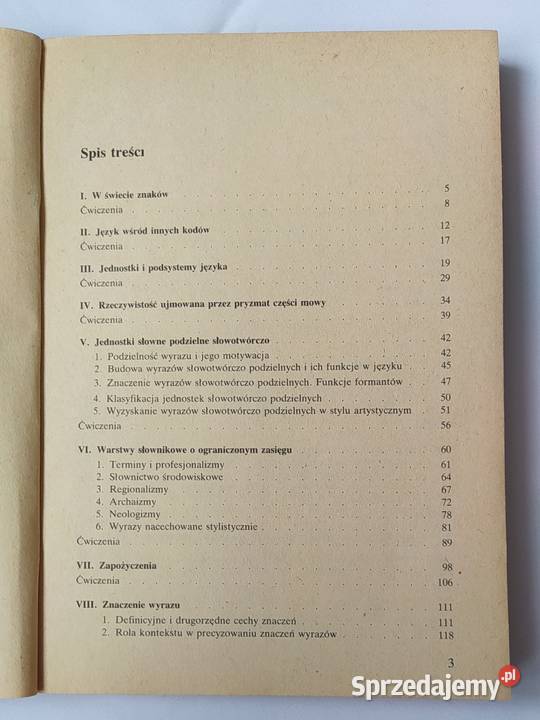 Spis treści
I. W świecie znaków . . . . . . . . . . . . . . . . . 5
Ćwiczenia . . . . . . . . . . . . . . . . . 8
II. Język wśród innych kodów . . . . . . . . . . . . . . . . . 12
Ćwiczenia . . . . . . . . . . . . . . . . . 17
III. Jednostki i podsystemy języka . . . . . . . . . . . . . . . . . 19
Ćwiczenia . . . . . . . . . . . . . . . . . 29
IV. Rzeczywistość ujmowana przez pryzmat części mowy . . . . . . . . . 34
Ćwiczenia . . . . . . . . . . . . . . . . . 39
V. Jednostki słowne podzielne słowotwórczo . . . . . . . . . . . . 42
1. Podzielność wyrazu i jego motywacja . . . . . . . . . . . . 42
2. Budowa wyrazów słowotwórczo podzielnych i ich funkcje w języku . . 45
3. Znaczenie wyrazów słowotwórczo podzielnych. Funkcje formantów . . . 47
4. Klasyfikacja jednostek słowotwórczo podzielnych . . . . . . . . 50
5. Wyzyskanie wyrazów słowotwórczo podzielnych w stylu artystycznym . . 51
Ćwiczenia . . . . . . . . . . . . . . . . . 56
VI. Warstwy słownikowe o ograniczonym zasięgu . . . . . . . . . . 60
1. Terminy i profesjonalizmy . . . . . . . . . . . . . . 61
2. Słownictwo środowiskowe . . . . . . . . . . . . . . 64
3. Regionalizmy . . . . . . . . . . . . . . . . . 67
4. Archaizmy . . . . . . . . . . . . . . . . . 72
5. Neologizmy . . . . . . . . . . . . . . . . . 78
6. Wyrazy nacechowane stylistycznie . . . . . . . . . . . . 81
Ćwiczenia . . . . . . . . . . . . . . . . . 89
VII. Zapożyczenia . . . . . . . . . . . . . . . . . 98
Ćwiczenia . . . . . . . . . . . . . . . . . 106
VIII. Znaczenie wyrazu . . . . . . . . . . . . . . . . . 111
1. Definicyjne i drugorzędne cechy znaczeń . . . . . . . . . . 111
2. Rola kontekstu w precyzowaniu znaczeń wyrazów . . . . . . . . 118
3
Sprzedajemy.pl